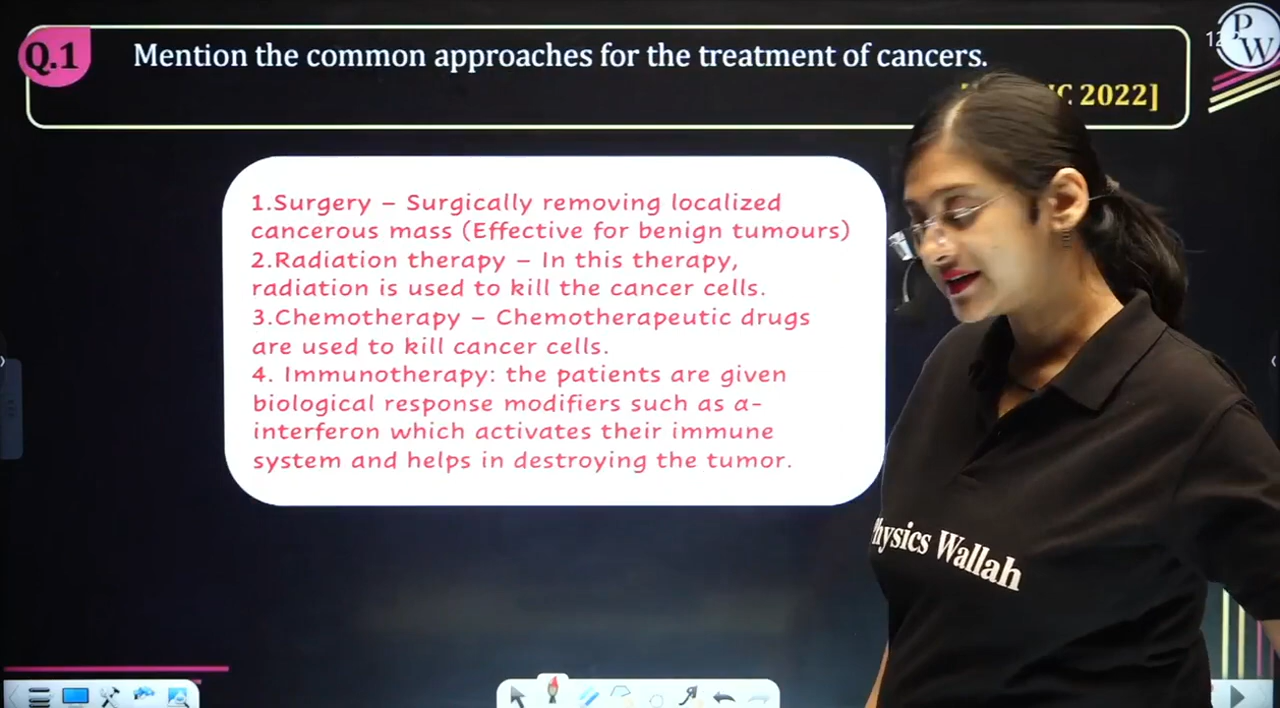 Q.1
Mention the common approaches for the treatment of cancers.
2022]
12
PW
1.Surgery – Surgically removing localized
cancerous mass (Effective for benign tumours)
2.Radiation therapy – In this therapy,
radiation is used to kill the cancer cells.
3.Chemotherapy – Chemotherapeutic drugs
are used to kill cancer cells.
4. Immunotherapy: the patients are given
biological response modifiers such as α-
interferon which activates their immune
system and helps in destroying the tumor.
Physics Wallah